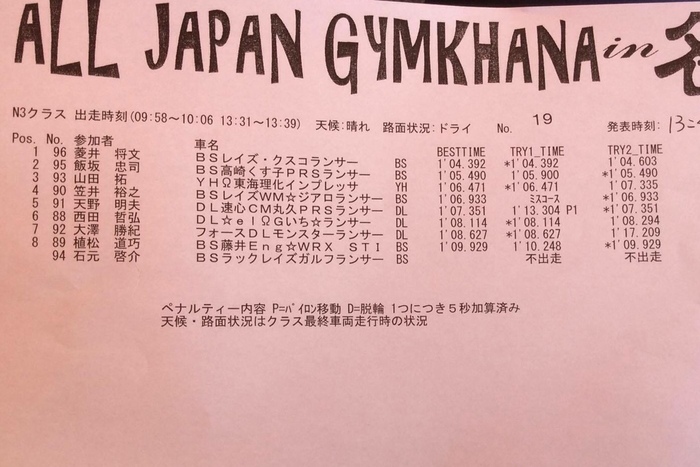 ALL JAPAN GYMKHANA in 名
N3クラス 出走時刻(09:58～10:06 13:31～13:39) 天候:晴れ 路面状況:ドライ No. 19 発表時刻:
Pos. No. 参加者 車名 BESTTIME TRY1_TIME TRY2_TIME
1 96 菱井 将文 BSレイズ・クスコランサー BS 1'04.392 *1'04.392 1'04.603
2 95 飯坂 忠司 BS高崎くす子PRSランサー BS 1'05.490 1'05.900 *1'05.490
3 93 山田 拓 YHΩ東海理化インプレッサ YH 1'06.471 *1'06.471 1'07.335
4 90 笠井 裕之 BSレイズWM☆ジアロランサー BS 1'06.933 ミスコース *1'06.933
5 91 天野 明夫 DL速心CM丸久PRSランサー DL 1'07.351 1'13.304 P1 *1'07.351
6 88 西田 哲弘 DL☆elΩGいち☆ランサー DL 1'08.114 *1'08.114 1'08.294
7 92 大澤 勝紀 フォースDLモンスターランサー DL 1'08.627 *1'08.627 1'17.209
8 89 植松 道巧 BS藤井Eng☆WRX STI BS 1'09.929 1'10.248 *1'09.929
94 石元 啓介 BSラックレイズガルフランサー BS 不出走 不出走
ペナルティー内容 P=パイロン移動 D=脱輪 1つにつき5秒加算済み
天候・路面状況はクラス最終車両走行時の状況